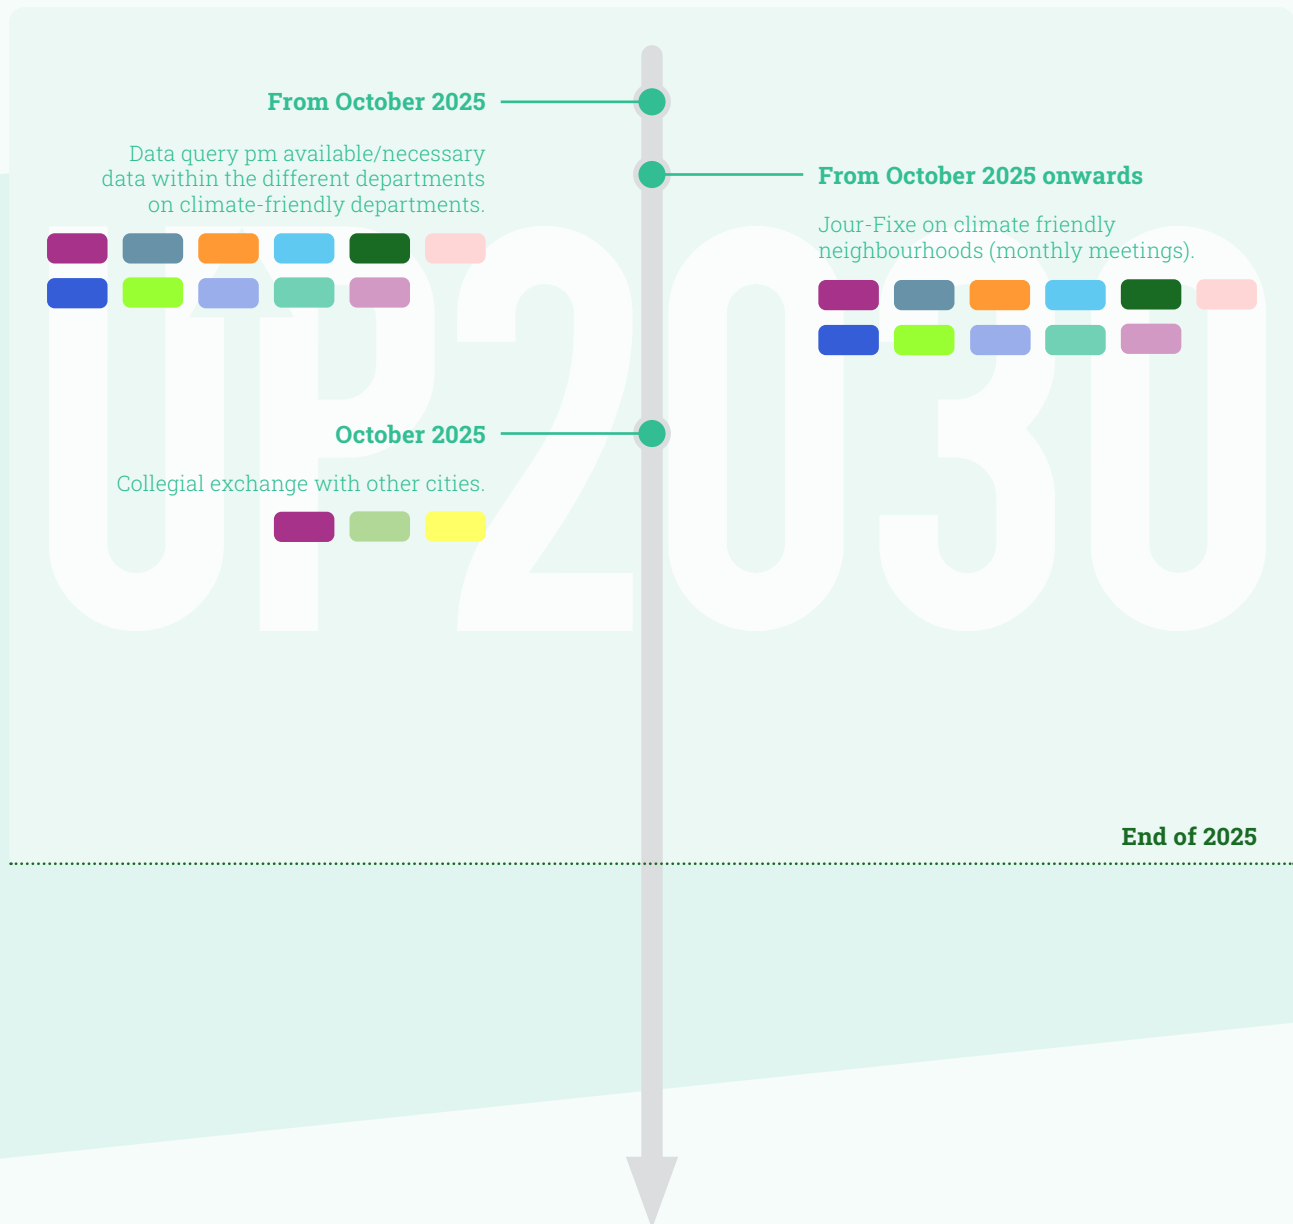 From October 2025
Data query pm available/necessary
data within the different departments
on climate-friendly departments.
From October 2025 onwards
Jour-Fixe on climate friendly
neighbourhoods (monthly meetings).
UP2030
October 2025
Collegial exchange with other cities.
End of 2025